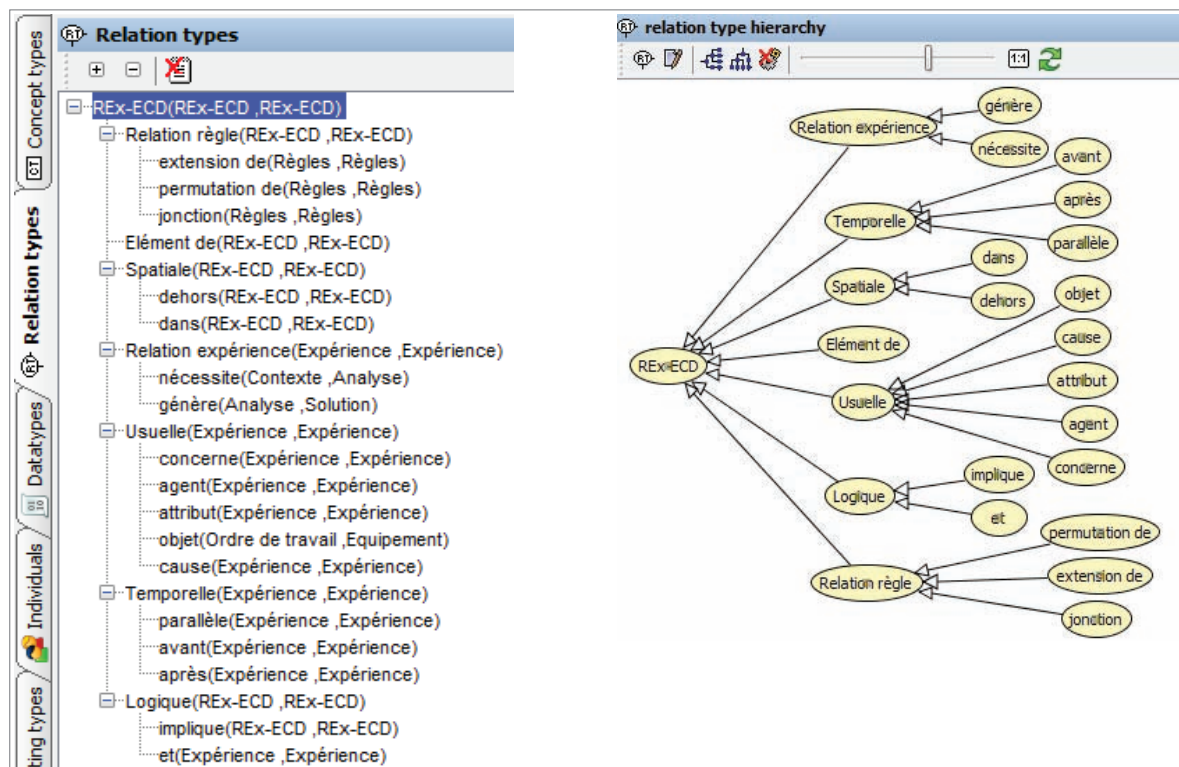 Concept types
Relation types
Datatypes
Individuals
ting types
Relation types
REx-ECD(REx-ECD ,REx-ECD)
Relation règle(REx-ECD ,REx-ECD)
extension de(Règles ,Règles)
permutation de(Règles ,Règles)
jonction(Règles ,Règles)
Elément de(REx-ECD ,REx-ECD)
Spatiale(REx-ECD ,REx-ECD)
dehors(REx-ECD ,REx-ECD)
dans(REx-ECD ,REx-ECD)
Relation expérience(Expérience ,Expérience)
nécessite(Contexte ,Analyse)
génère(Analyse ,Solution)
Usuelle(Expérience ,Expérience)
concerne(Expérience ,Expérience)
agent(Expérience ,Expérience)
attribut(Expérience ,Expérience)
objet(Ordre de travail ,Equipement)
cause(Expérience ,Expérience)
Temporelle(Expérience ,Expérience)
parallèle(Expérience ,Expérience)
avant(Expérience ,Expérience)
après(Expérience ,Expérience)
Logique(REx-ECD ,REx-ECD)
implique(REx-ECD ,REx-ECD)
et(Expérience ,Expérience)
relation type hierarchy
1:1
génère
Relation expérience
nécessite
avant
après
Temporelle
parallèle
dans
Spatiale
dehors
objet
Elément de
cause
REx-ECD
attribut
Usuelle
agent
concerne
implique
Logique
et
permutation de
extension de
Relation règle
jonction